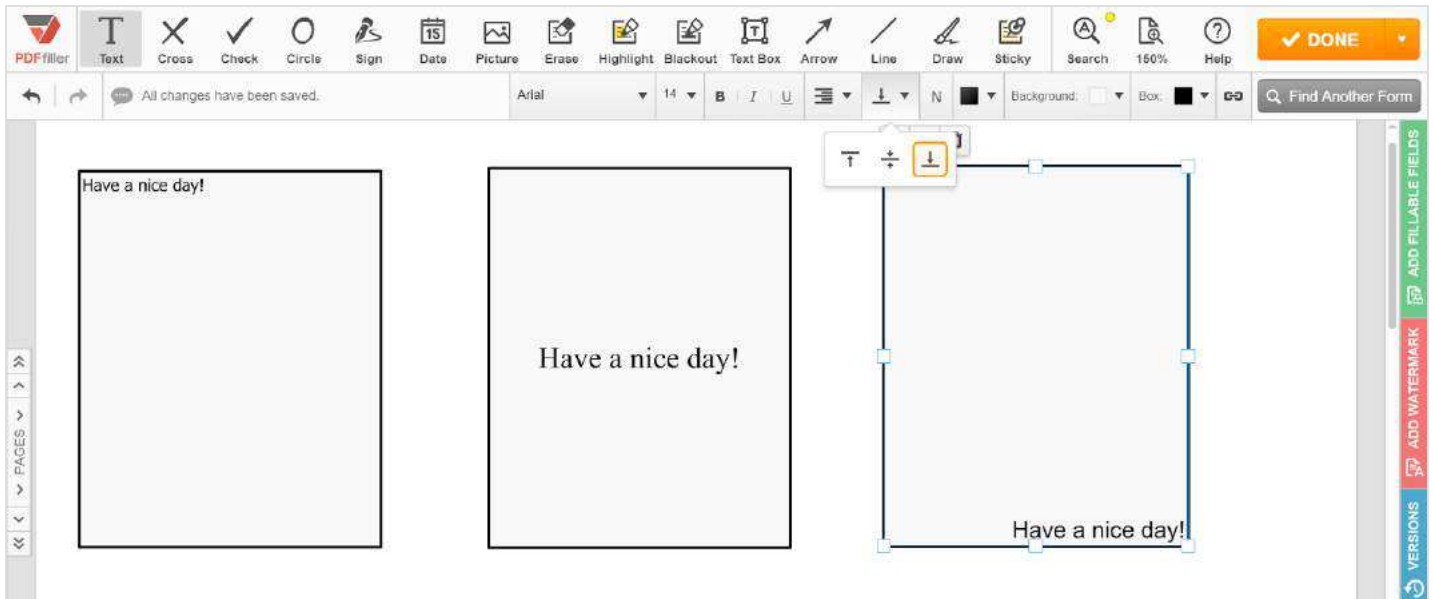 PDFfiller
Text Cross Check Circle Sign Date Picture Erase Highlight Blackout Text Box Arrow Line Draw Sticky Search 150% Help
15
DONE
All changes have been saved.
Arial 14 B I U N Background: Box: Find Another Form
Have a nice day!
Have a nice day!
Have a nice day!
PAGES
ADD FILLABLE FIELDS
ADD WATERMARK
VERSIONS